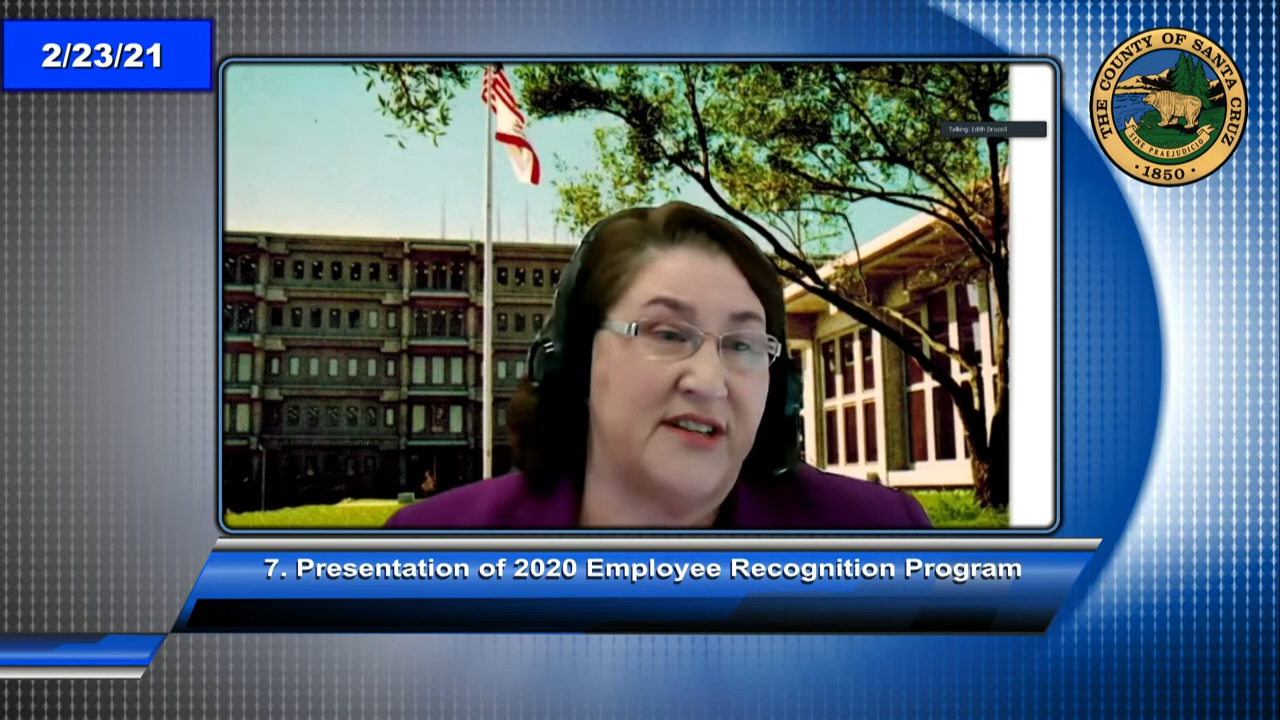 2/23/21
THE COUNTY OF SANTA CRUZ
SINE PRAEJUDICIO
• 1850 •
Talking: Edith Driscoll
7. Presentation of 2020 Employee Recognition Program